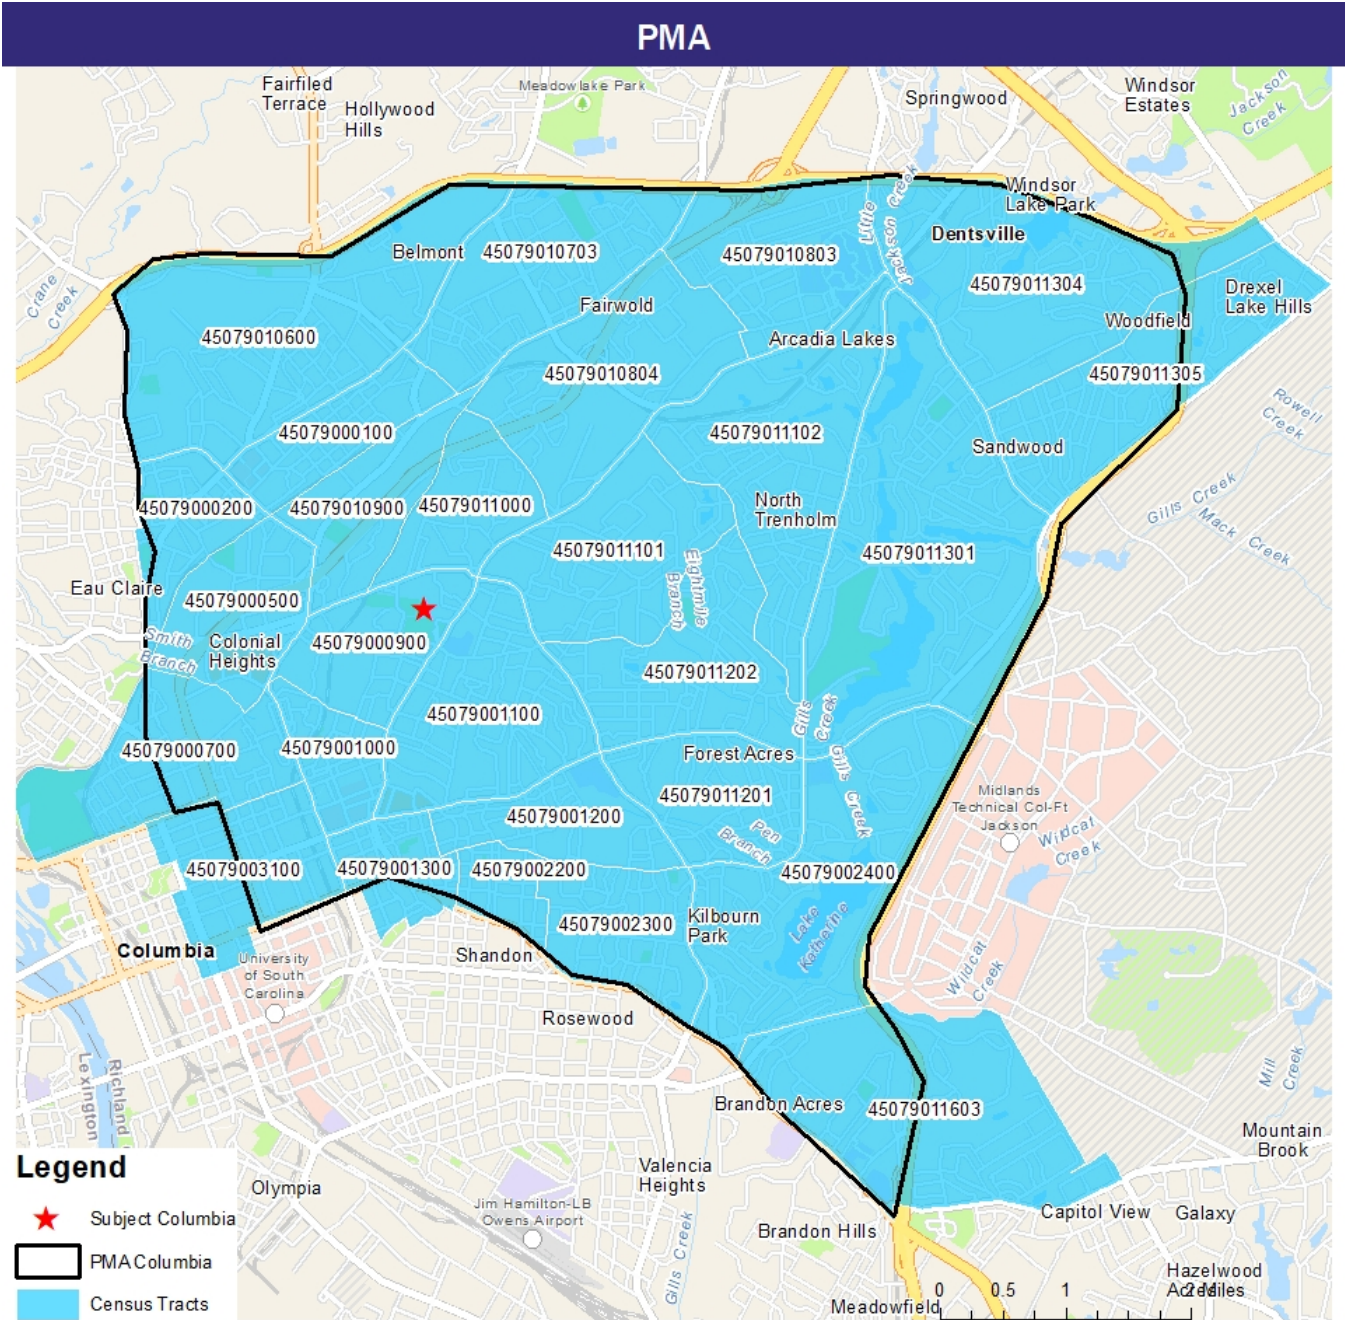 PMA
Fairfiled
Terrace
Hollywood
Hills
Meadowlake Park
Springwood
Windsor
Estates
Jackson
Creek
Windsor
Lake Park
Belmont
45079010703
45079010803
Little
Jackson Creek
Dentsville
45079011304
Drexel
Lake Hills
Crane
Creek
Fairwold
Woodfield
45079010600
Arcadia Lakes
45079010804
45079011305
Rowell
Creek
45079000100
45079011102
Sandwood
45079000200
45079010900
45079011000
North
Trenholm
Gills Creek
Mack Creek
45079011101
45079011301
Eightmile
Branch
Eau Claire
45079000500
Smith
Branch
Colonial
Heights
45079000900
45079011202
45079001100
Gills
Creek
45079000700
45079001000
Forest Acres
Gills Creek
45079011201
Midlands
Technical Col-Ft
Jackson
45079001200
Pen
Branch
Wildcat
Creek
45079003100
45079001300
45079002200
45079002400
45079002300
Kilbourn
Park
Lake
Katherine
Columbia
University
of South
Carolina
Shandon
Wildcat
Creek
Rosewood
Richland
Lexington
Mill
Creek
Brandon Acres
45079011603
Mountain
Brook
Legend
Valencia
Heights
Olympia
Jim Hamilton-LB
Owens Airport
Capitol View
Galaxy
Subject Columbia
Brandon Hills
Gills Creek
PMA Columbia
Hazelwood
Acres
0 0.5 1 2 Miles
Census Tracts
Meadowfield